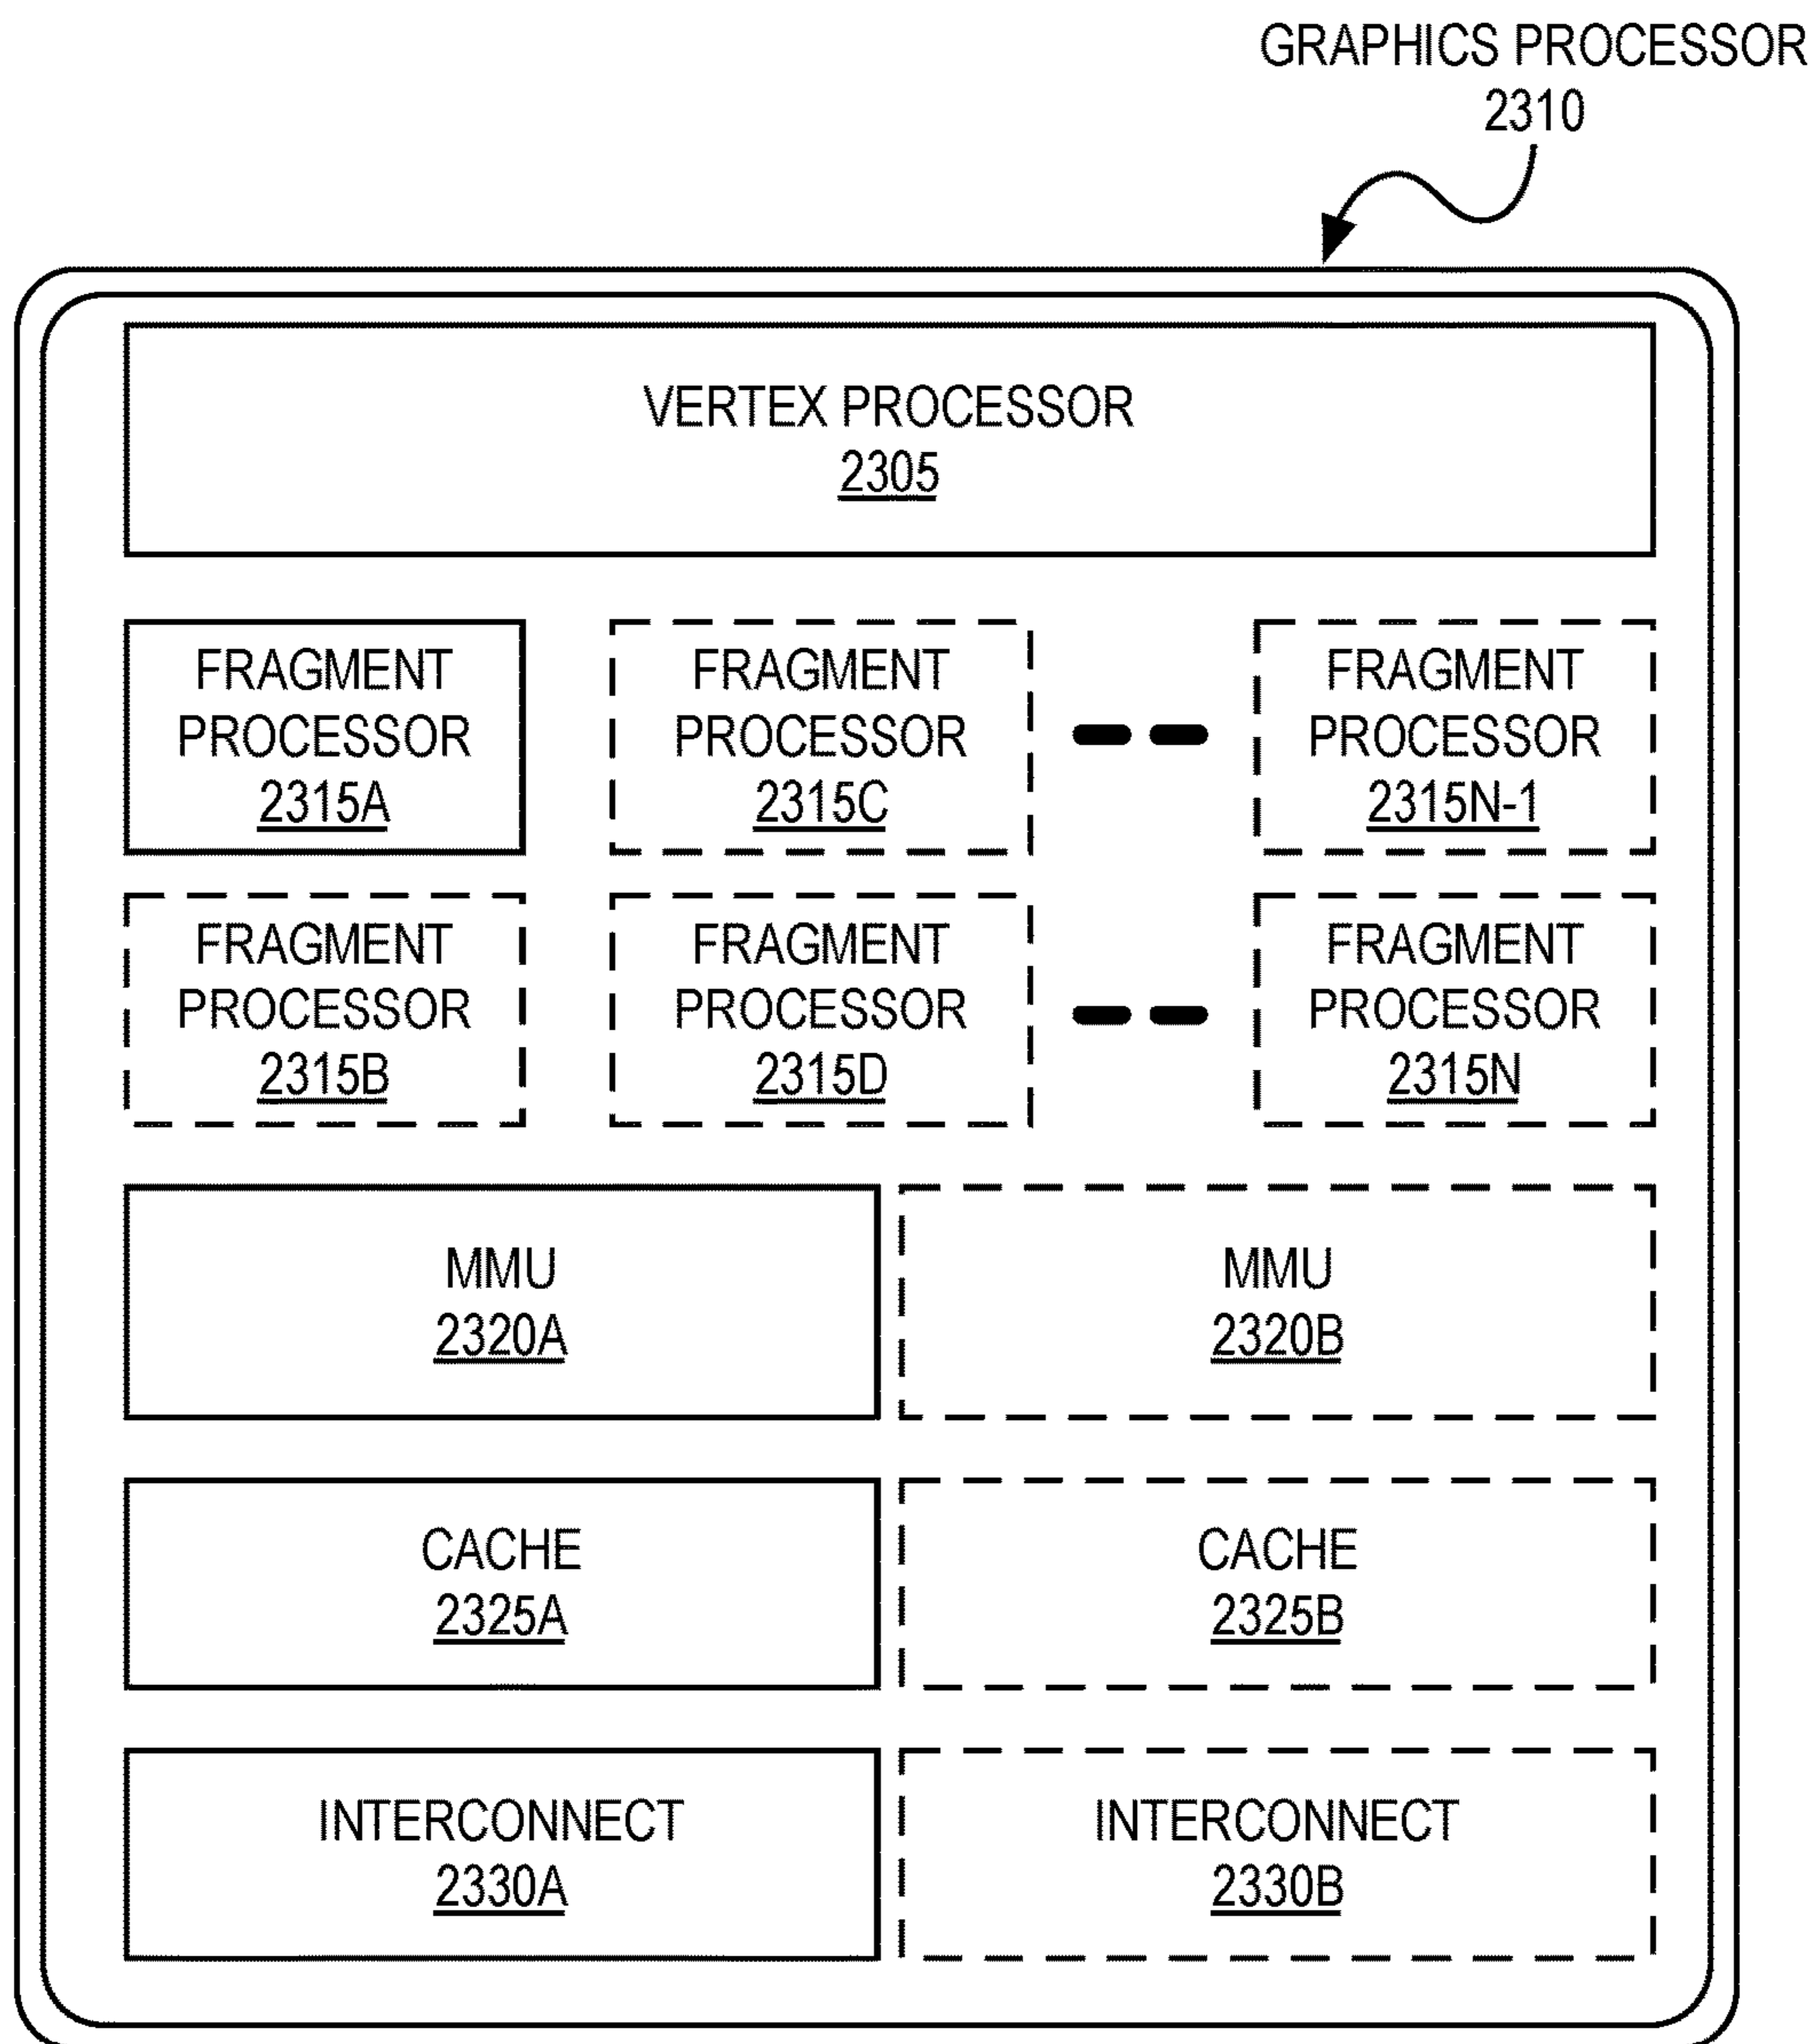 GRAPHICS PROCESSOR
2310
VERTEX PROCESSOR
2305
FRAGMENT
PROCESSOR
2315A
FRAGMENT
PROCESSOR
2315C
FRAGMENT
PROCESSOR
2315N-1
FRAGMENT
PROCESSOR
2315B
FRAGMENT
PROCESSOR
2315D
FRAGMENT
PROCESSOR
2315N
MMU
2320A
MMU
2320B
CACHE
2325A
CACHE
2325B
INTERCONNECT
2330A
INTERCONNECT
2330B